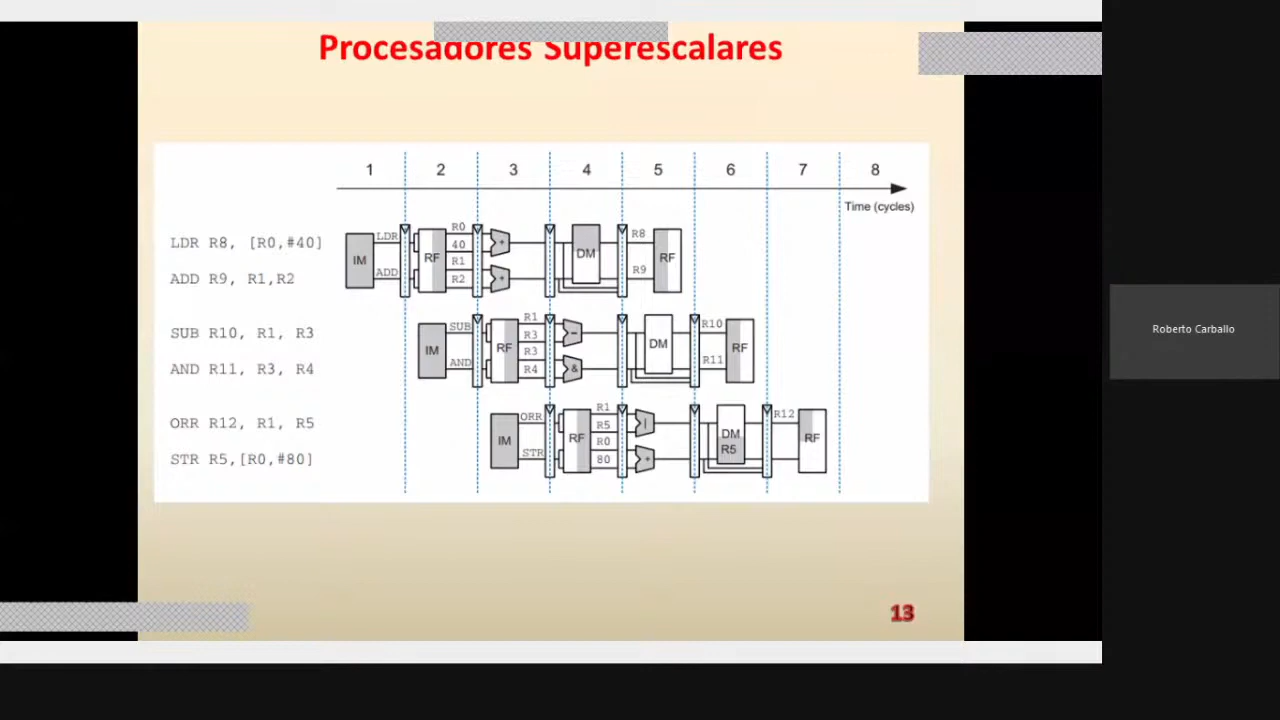 Procesadores Superescalares
1 2 3 4 5 6 7 8
Time (cycles)
LDR R8, [R0,#40]
ADD R9, R1,R2
IM
LDR
ADD
RF
R0
40
R1
R2
+
+
DM
R8
R9
RF
SUB R10, R1, R3
AND R11, R3, R4
IM
SUB
AND
RF
R1
R3
R3
R4
-
&
DM
R10
R11
RF
ORR R12, R1, R5
STR R5,[R0,#80]
IM
ORR
STR
RF
R1
R5
R0
80
|
+
DM
R5
R12
RF
13
Roberto Carballo